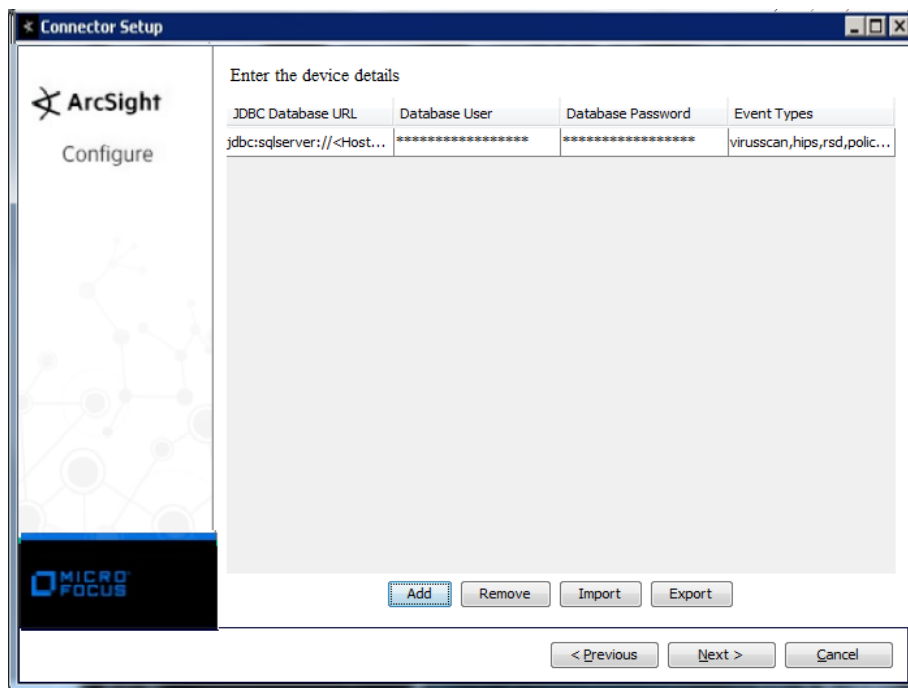 Connector Setup
ArcSight
Configure
Enter the device details
JDBC Database URL Database User Database Password Event Types
jdbc:sqlserver://<Host... ***************** ***************** virusscan,hips,rsd,polic...
Add Remove Import Export
MICRO
FOCUS
< Previous Next > Cancel